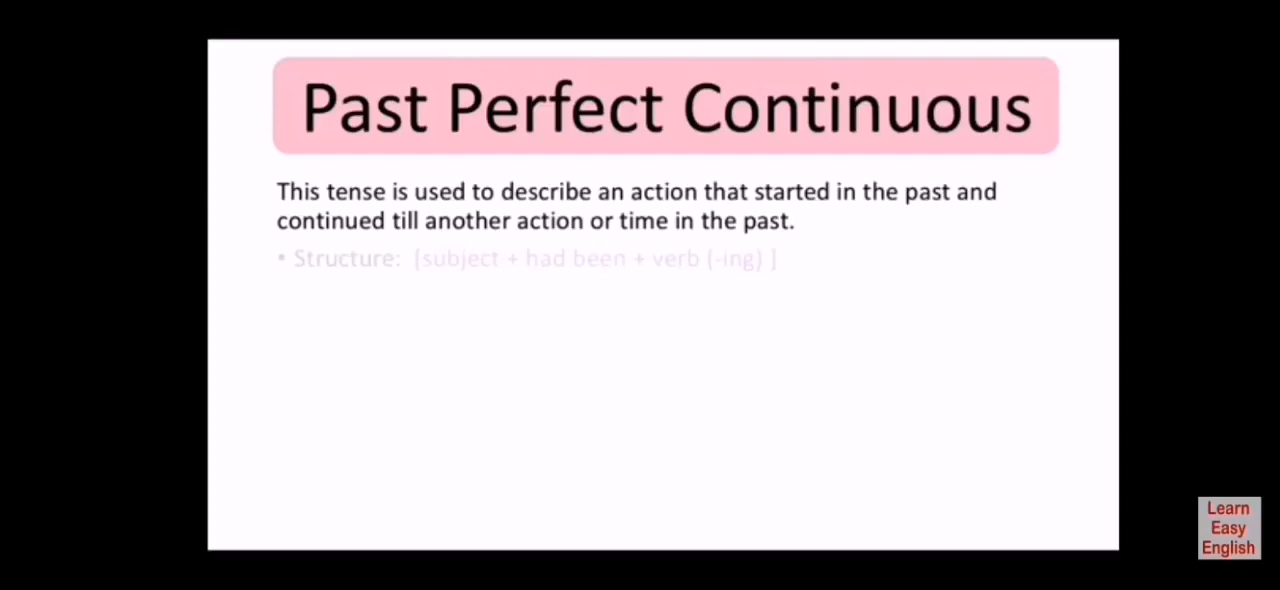 Past Perfect Continuous
This tense is used to describe an action that started in the past and
continued till another action or time in the past.
• Structure: [subject + had been + verb (-ing) ]
Learn
Easy
English